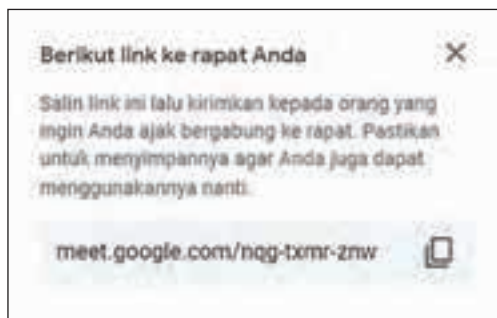 Berikut link ke rapat Anda
Salin link ini lalu kirimkan kepada orang yang
ingin Anda ajak bergabung ke rapat. Pastikan
untuk menyimpannya agar Anda juga dapat
menggunakannya nanti.
meet.google.com/nqg-txmr-znw